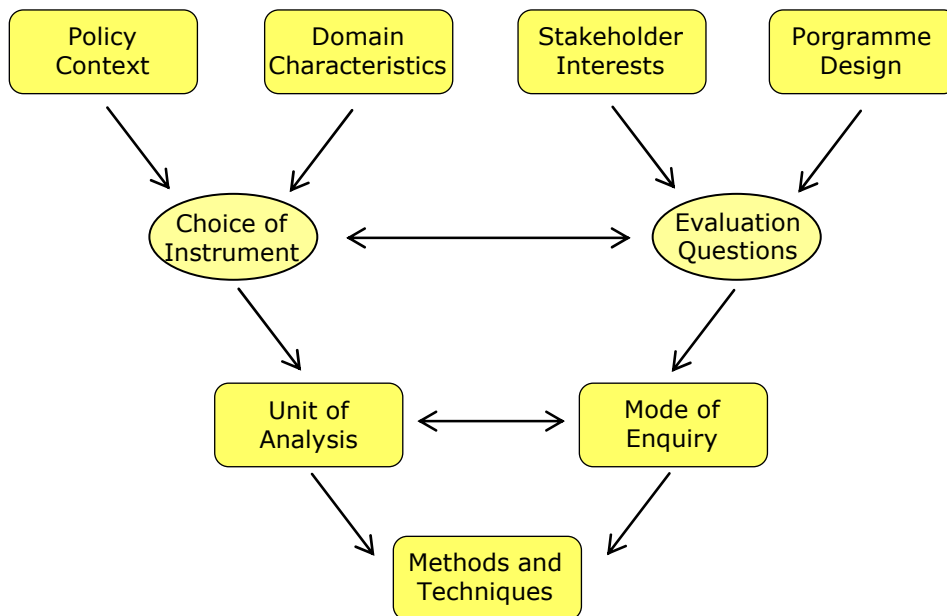 Policy
Context
Domain
Characteristics
Stakeholder
Interests
Porgramme
Design
Choice of
Instrument
Evaluation
Questions
Unit of
Analysis
Mode of
Enquiry
Methods and
Techniques